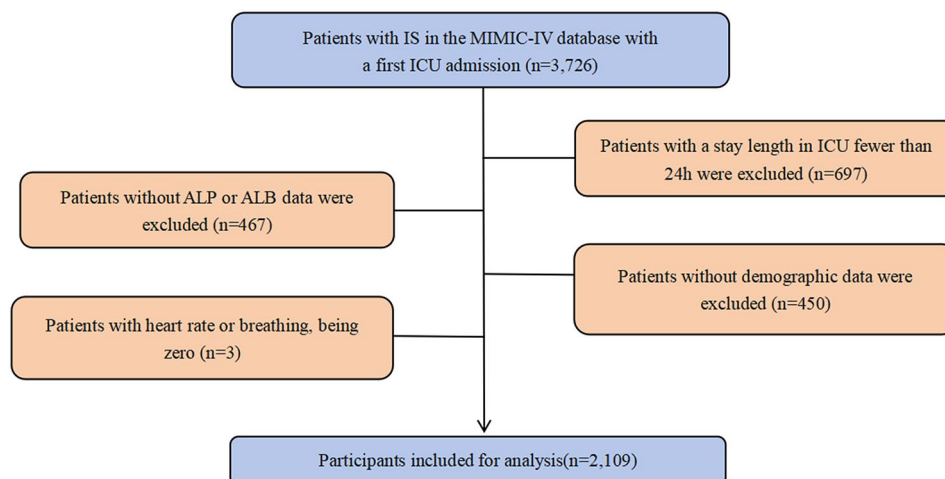 Patients with IS in the MIMIC-IV database with
a first ICU admission (n=3,726)
Patients with a stay length in ICU fewer than
24h were excluded (n=697)
Patients without ALP or ALB data were
excluded (n=467)
Patients without demographic data were
excluded (n=450)
Patients with heart rate or breathing, being
zero (n=3)
Participants included for analysis(n=2,109)